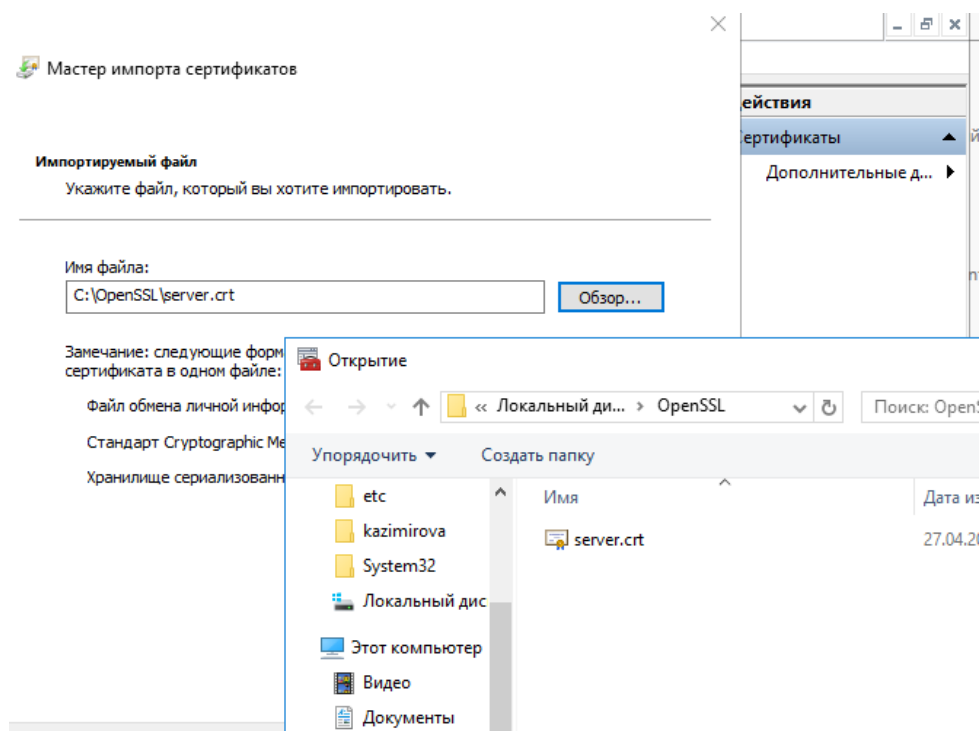 Мастер импорта сертификатов
Импортируемый файл
Укажите файл, который вы хотите импортировать.
Имя файла:
C:\OpenSSL\server.crt
Обзор...
Замечание: следующие форм
сертификата в одном файле:
Файл обмена личной инфор
Стандарт Cryptographic Me
Хранилище сериализованн
ействия
ертификаты
Дополнительные д...
Открытие
« Локальный ди... › OpenSSL
Поиск: OpenS
Упорядочить
Создать папку
etc
kazimirova
System32
Локальный дис
Этот компьютер
Видео
Документы
Имя
Дата из
server.crt
27.04.20